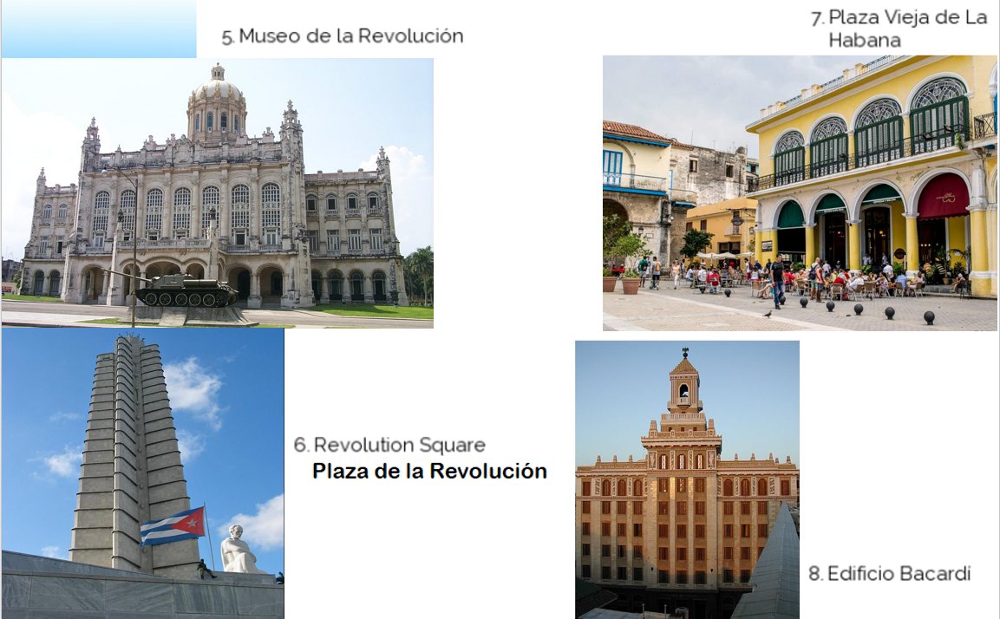 5. Museo de la Revolución
7. Plaza Vieja de La
Habana
6. Revolution Square
Plaza de la Revolución
8. Edificio Bacardí